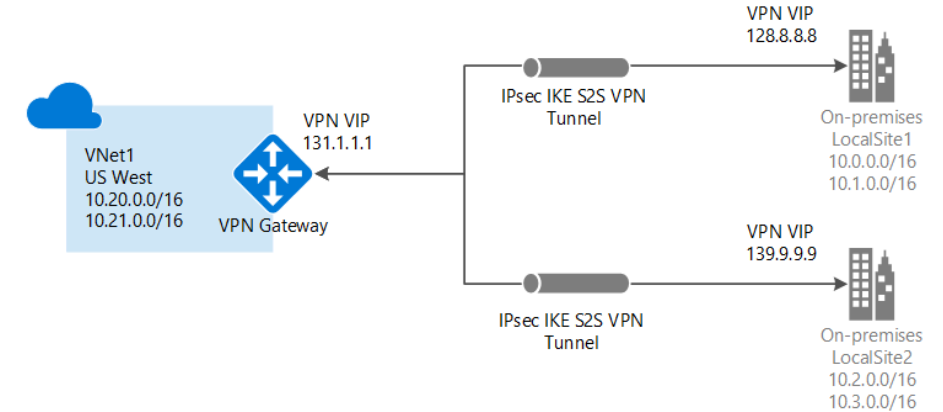 VNet1
US West
10.20.0.0/16
10.21.0.0/16
VPN VIP
131.1.1.1
VPN Gateway
IPsec IKE S2S VPN
Tunnel
VPN VIP
128.8.8.8
On-premises
LocalSite1
10.0.0.0/16
10.1.0.0/16
IPsec IKE S2S VPN
Tunnel
VPN VIP
139.9.9.9
On-premises
LocalSite2
10.2.0.0/16
10.3.0.0/16